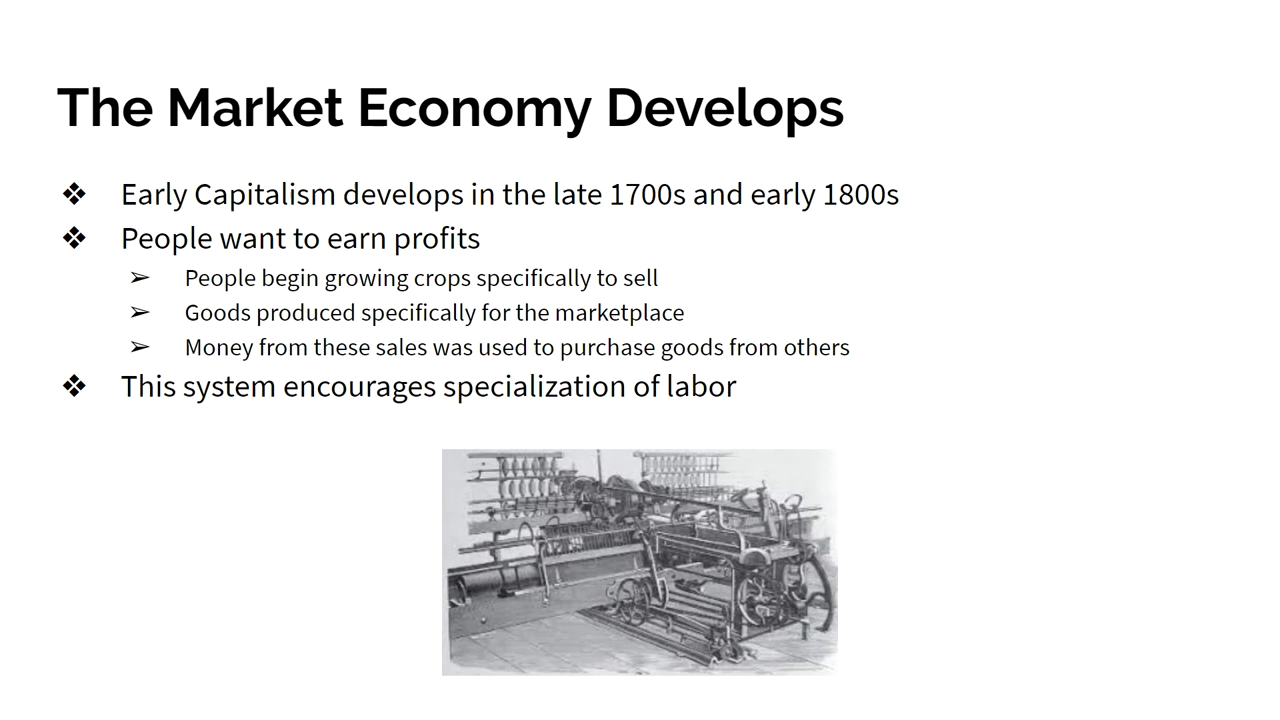 The Market Economy Develops
❖ Early Capitalism develops in the late 1700s and early 1800s
❖ People want to earn profits
➢ People begin growing crops specifically to sell
➢ Goods produced specifically for the marketplace
➢ Money from these sales was used to purchase goods from others
❖ This system encourages specialization of labor